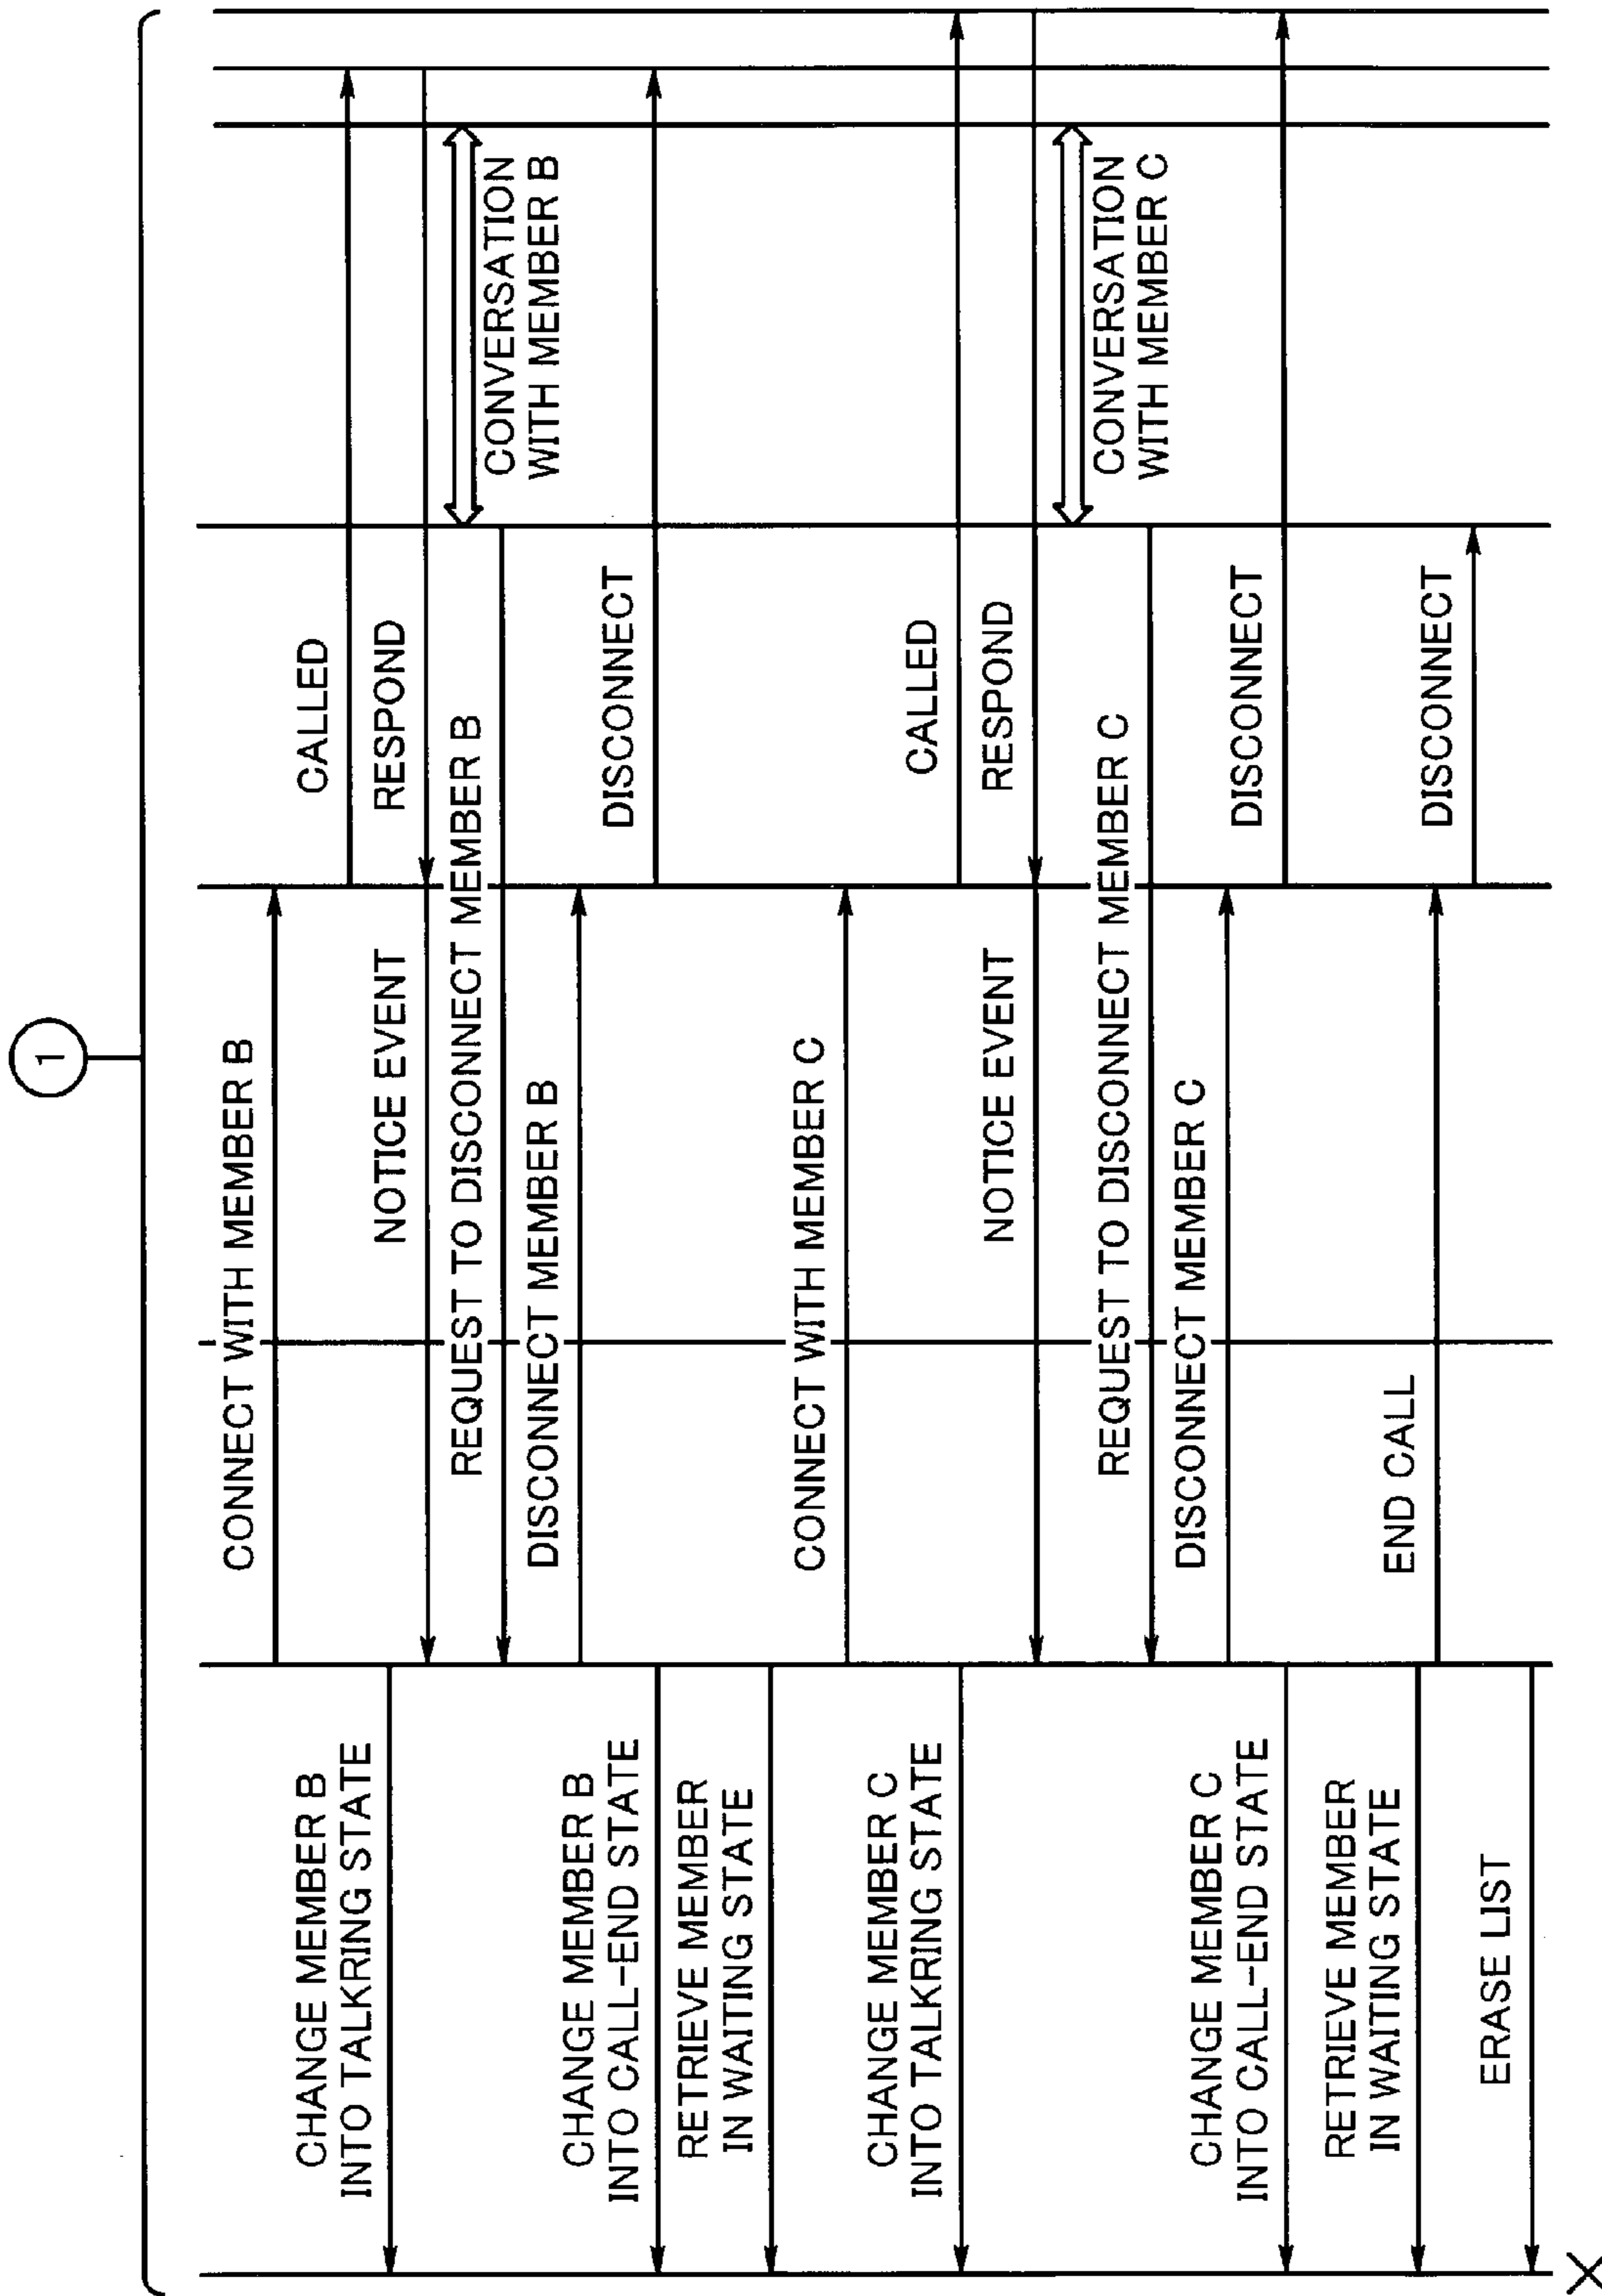 1
CONNECT WITH MEMBER B
CHANGE MEMBER B
INTO TALKRING STATE
CALLED
NOTICE EVENT
RESPOND
REQUEST TO DISCONNECT MEMBER B
CONVERSATION
WITH MEMBER B
DISCONNECT MEMBER B
CHANGE MEMBER B
INTO CALL-END STATE
DISCONNECT
RETRIEVE MEMBER
IN WAITING STATE
CONNECT WITH MEMBER C
CHANGE MEMBER C
INTO TALKRING STATE
CALLED
NOTICE EVENT
RESPOND
REQUEST TO DISCONNECT MEMBER C
CONVERSATION
WITH MEMBER C
DISCONNECT MEMBER C
CHANGE MEMBER C
INTO CALL-END STATE
DISCONNECT
RETRIEVE MEMBER
IN WAITING STATE
END CALL
DISCONNECT
ERASE LIST